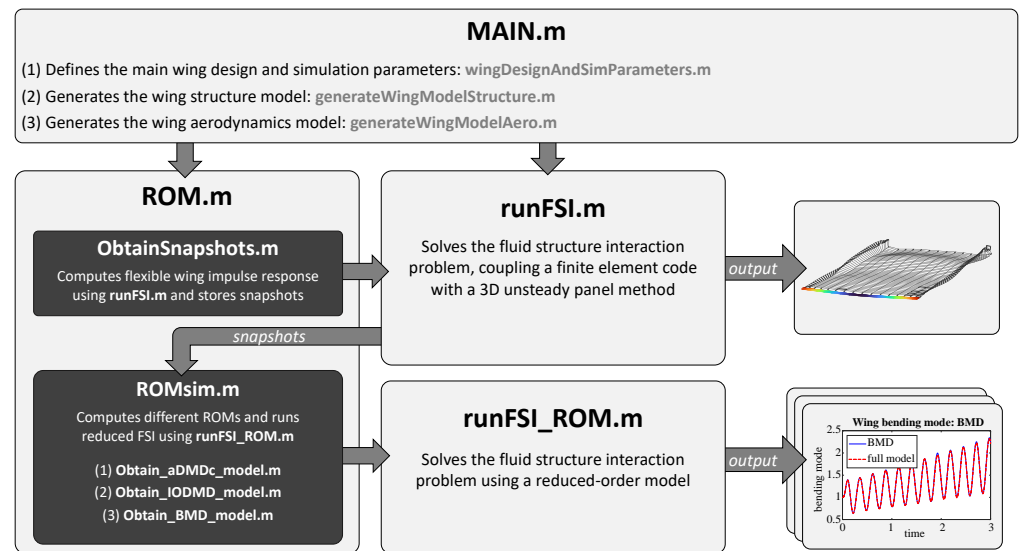 MAIN.m
(1) Defines the main wing design and simulation parameters: wingDesignAndSimParameters.m
(2) Generates the wing structure model: generateWingModelStructure.m
(3) Generates the wing aerodynamics model: generateWingModelAero.m
ROM.m
ObtainSnapshots.m
Computes flexible wing impulse response
using runFSI.m and stores snapshots
runFSI.m
Solves the fluid structure interaction
problem, coupling a finite element code
with a 3D unsteady panel method
output
snapshots
ROMsim.m
Computes different ROMs and runs
reduced FSI using runFSI_ROM.m
(1) Obtain_aDMDc_model.m
(2) Obtain_IODMD_model.m
(3) Obtain_BMD_model.m
runFSI_ROM.m
Solves the fluid structure interaction
problem using a reduced-order model
output
Wing bending mode: BMD
2.5
2
1.5
1
0.5
bending mode
BMD
full model
0
1
2
3
time